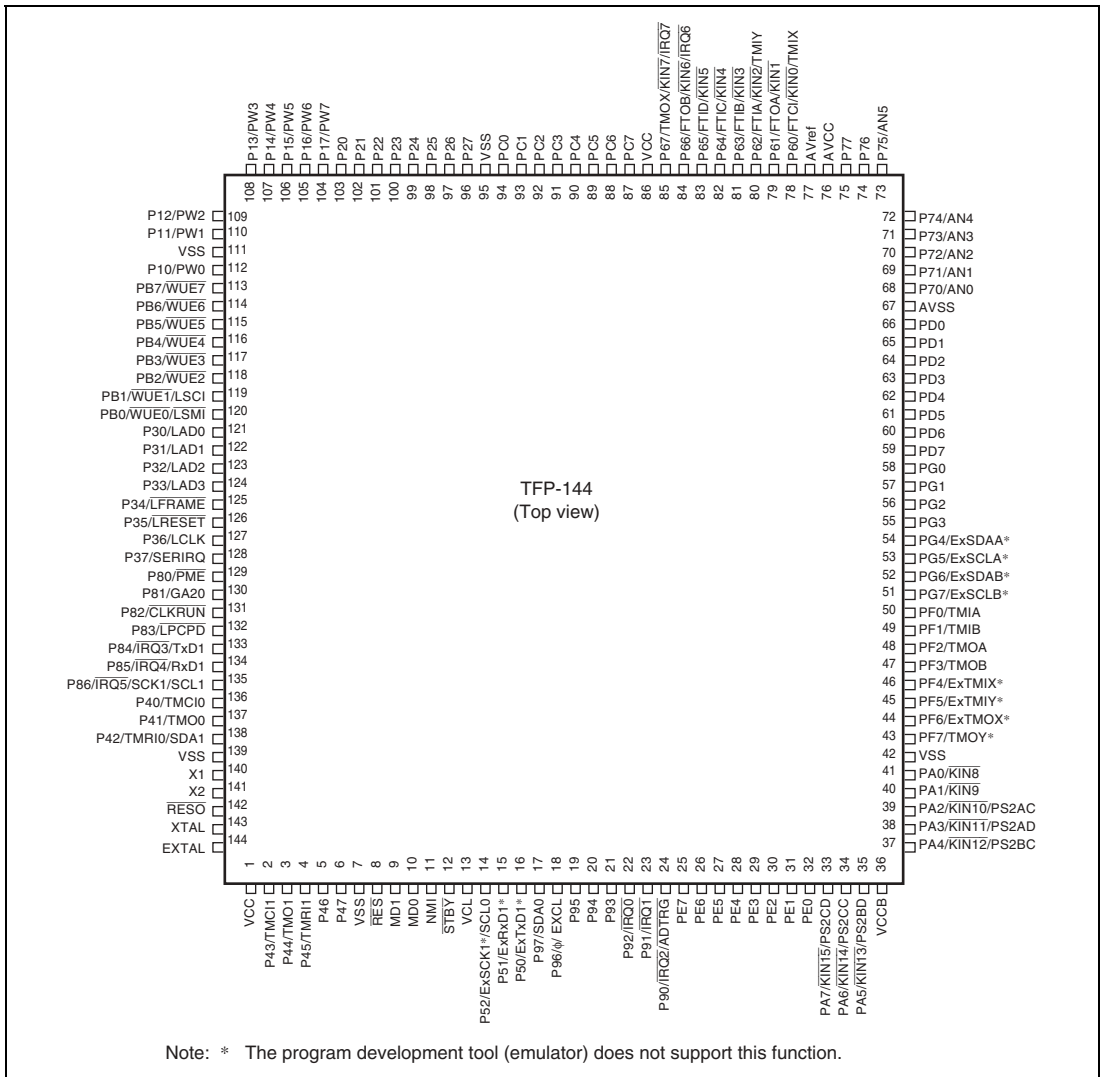 P13/PW3
P14/PW4
P15/PW5
P16/PW6
P17/PW7
P20
P21
P22
P23
P24
P25
P26
P27
VSS
PC0
PC1
PC2
PC3
PC4
PC5
PC6
PC7
VCC
P67/TMOX/KIN7/IRQ7
P66/FTOB/KIN6/IRQ6
P65/FTID/KIN5
P64/FTIC/KIN4
P63/FTIB/KIN3
P62/FTIA/KIN2/TMIY
P61/FTOA/KIN1
P60/FTCI/KIN0/TMIX
AVref
AVCC
P77
P76
P75/AN5
108
107
106
105
104
103
102
101
100
99
98
97
96
95
94
93
92
91
90
89
88
87
86
85
84
83
82
81
80
79
78
77
76
75
74
73
P12/PW2 109
P11/PW1 110
VSS 111
P10/PW0 112
PB7/WUE7 113
PB6/WUE6 114
PB5/WUE5 115
PB4/WUE4 116
PB3/WUE3 117
PB2/WUE2 118
PB1/WUE1/LSCI 119
PB0/WUE0/LSMI 120
P30/LAD0 121
P31/LAD1 122
P32/LAD2 123
P33/LAD3 124
P34/LFRAME 125
P35/LRESET 126
P36/LCLK 127
P37/SERIRQ 128
P80/PME 129
P81/GA20 130
P82/CLKRUN 131
P83/LPCPD 132
P84/IRQ3/TxD1 133
P85/IRQ4/RxD1 134
P86/IRQ5/SCK1/SCL1 135
P40/TMCI0 136
P41/TMO0 137
P42/TMRI0/SDA1 138
VSS 139
X1 140
X2 141
RESO 142
XTAL 143
EXTAL 144
TFP-144
(Top view)
72 P74/AN4
71 P73/AN3
70 P72/AN2
69 P71/AN1
68 P70/AN0
67 AVSS
66 PD0
65 PD1
64 PD2
63 PD3
62 PD4
61 PD5
60 PD6
59 PD7
58 PG0
57 PG1
56 PG2
55 PG3
54 PG4/ExSDAA*
53 PG5/ExSCLA*
52 PG6/ExSDAB*
51 PG7/ExSCLB*
50 PF0/TMIA
49 PF1/TMIB
48 PF2/TMOA
47 PF3/TMOB
46 PF4/ExTMIX*
45 PF5/ExTMIY*
44 PF6/ExTMOX*
43 PF7/TMOY*
42 VSS
41 PA0/KIN8
40 PA1/KIN9
39 PA2/KIN10/PS2AC
38 PA3/KIN11/PS2AD
37 PA4/KIN12/PS2BC
1
2
3
4
5
6
7
8
9
10
11
12
13
14
15
16
17
18
19
20
21
22
23
24
25
26
27
28
29
30
31
32
33
34
35
36
VCC
P43/TMCI1
P44/TMO1
P45/TMRI1
P46
P47
VSS
RES
MD1
MD0
NMI
STBY
VCL
P52/ExSCK1*/SCL0
P51/ExRxD1*
P50/ExTxD1*
P97/SDA0
P96/φ/ EXCL
P95
P94
P93
P92/IRQ0
P91/IRQ1
P90/IRQ2/ADTRG
PE7
PE6
PE5
PE4
PE3
PE2
PE1
PE0
PA7/KIN15/PS2CD
PA6/KIN14/PS2CC
PA5/KIN13/PS2BD
VCCB
Note: * The program development tool (emulator) does not support this function.